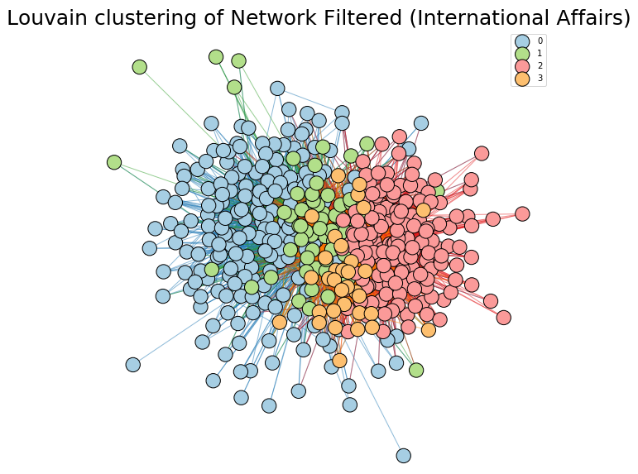 Louvain clustering of Network Filtered (International Affairs)
0
1
2
3